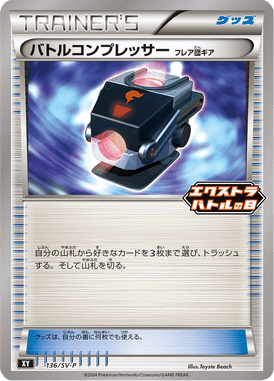 TRAINER'S
グッズ
バトルコンプレッサー フレア団ギア
エクストラ
バトルの日
自分の山札から好きなカードを3枚まで選び、トラッシュ
する。そして山札を切る。
グッズは、自分の番に何枚でも使える。
Illus.Toyste Beach
XY 136/SV-P
©2024 Pokémon/Nintendo/Creatures/GAME FREAK.